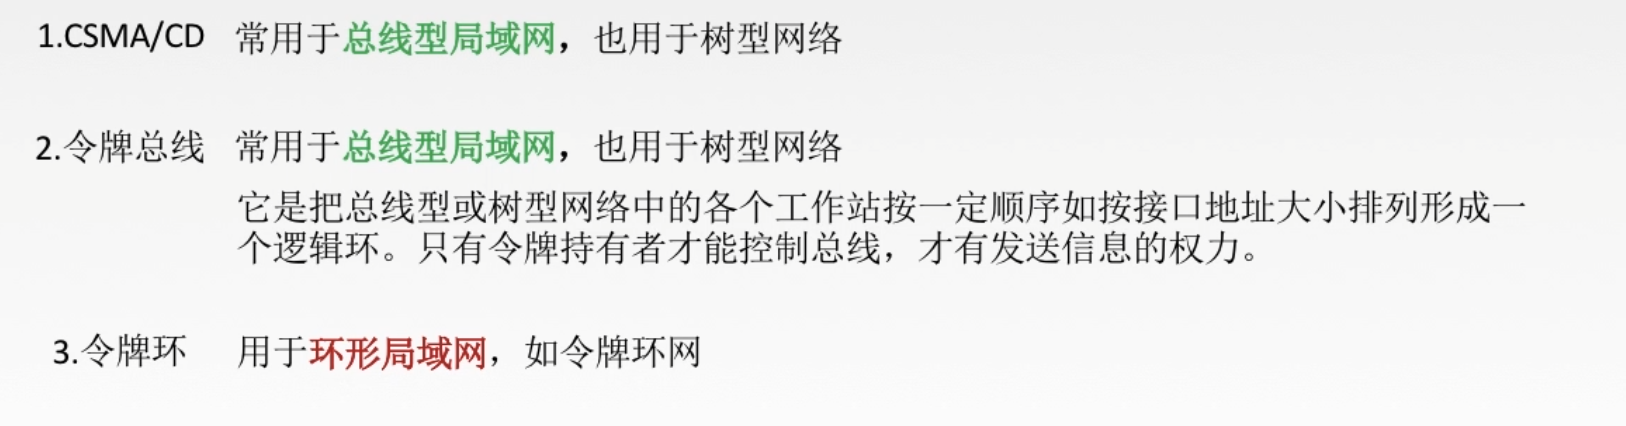 1.CSMA/CD 常用于总线型局域网，也用于树型网络
2.令牌总线 常用于总线型局域网，也用于树型网络
它是把总线型或树型网络中的各个工作站按一定顺序如按接口地址大小排列形成一
个逻辑环。只有令牌持有者才能控制总线，才有发送信息的权力。
3.令牌环 用于环形局域网，如令牌环网